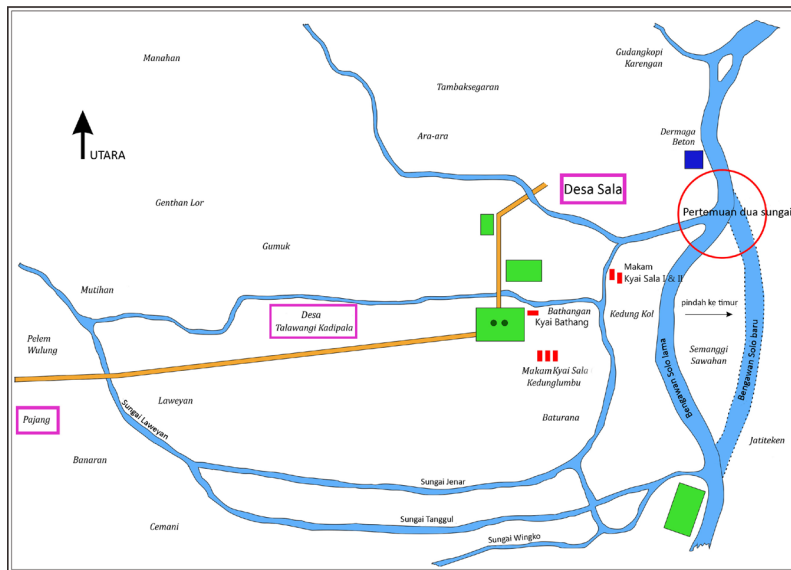 Manahan
Gudangkopi
Karengan
Tambaksegaran
Ara-ara
Dermaga
Beton
UTARA
Desa Sala
Genthan Lor
Pertemuan dua sungai
Gumuk
Makam
Kyai Sala I & II
Mutihan
Desa
Talawangi Kadipala
Bathangan
Kyai Bathang
Kedung Kol
pindah ke timur
Pelem
Wulung
Semanggi
Sawahan
Bengawan Solo lama
Bengawan Solo baru
Makam Kyai Sala
Kedunglumbu
Laweyan
Sungai Laweyan
Pajang
Baturana
Jatiteken
Banaran
Sungai Jenar
Cemani
Sungai Tanggul
Sungai Wingko